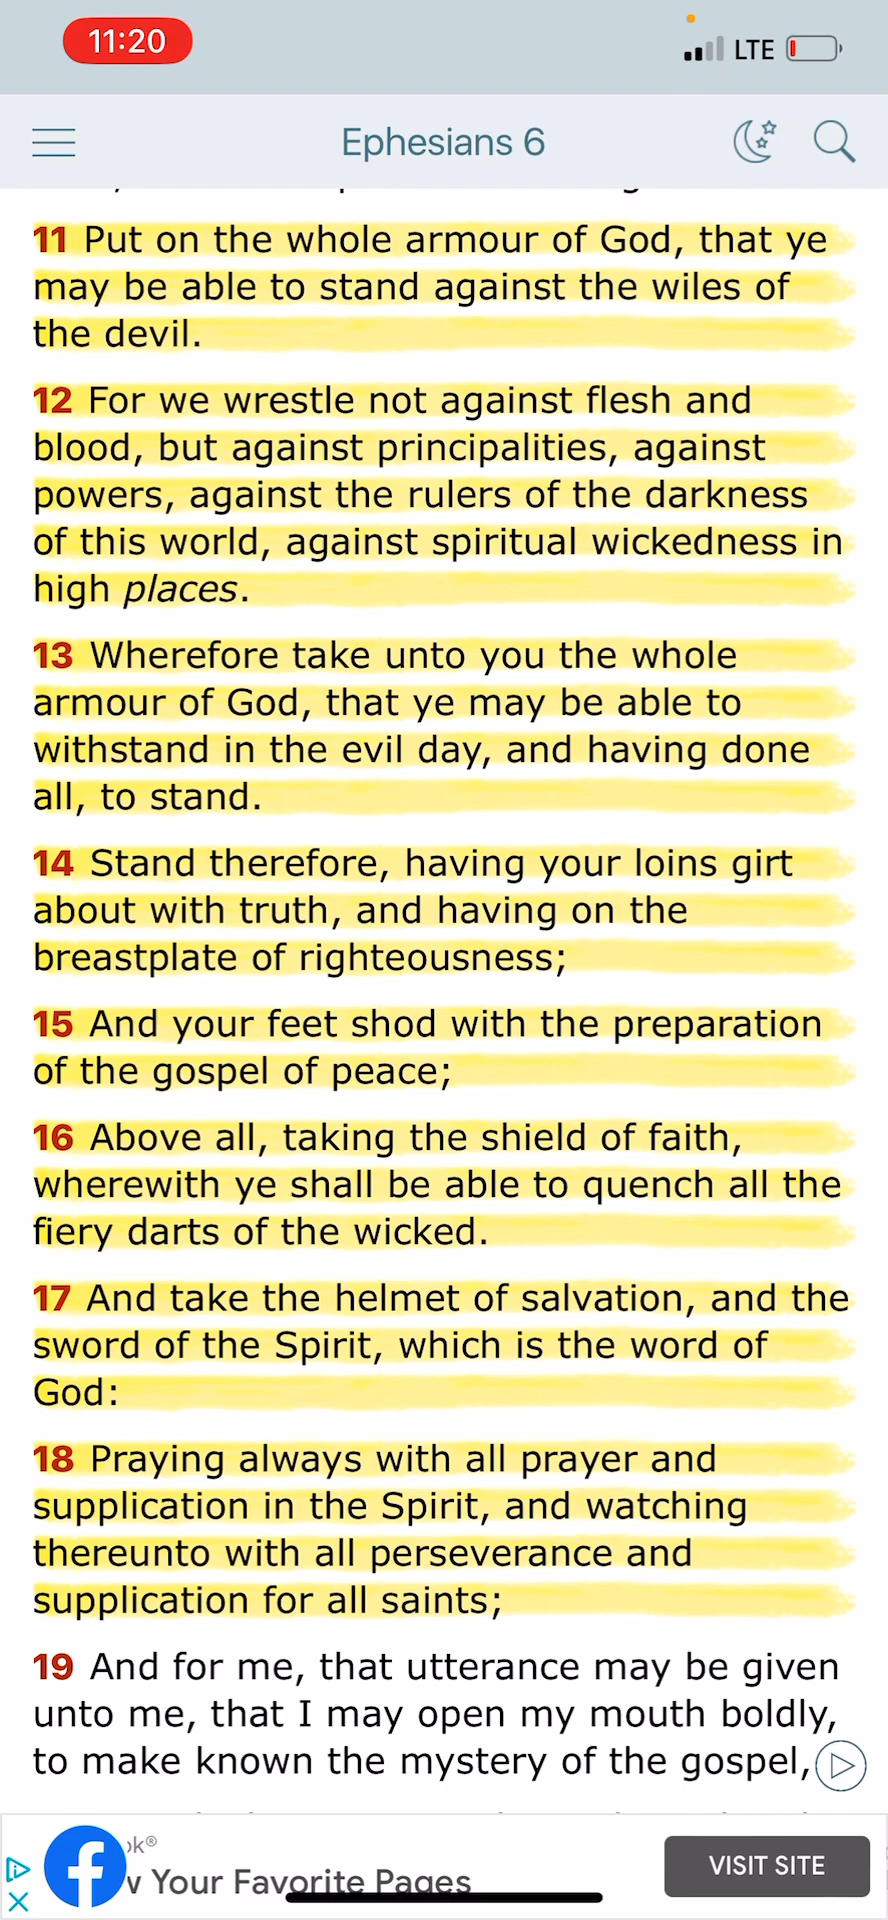 11:20
LTE
Ephesians 6
11 Put on the whole armour of God, that ye
may be able to stand against the wiles of
the devil.
12 For we wrestle not against flesh and
blood, but against principalities, against
powers, against the rulers of the darkness
of this world, against spiritual wickedness in
high places.
13 Wherefore take unto you the whole
armour of God, that ye may be able to
withstand in the evil day, and having done
all, to stand.
14 Stand therefore, having your loins girt
about with truth, and having on the
breastplate of righteousness;
15 And your feet shod with the preparation
of the gospel of peace;
16 Above all, taking the shield of faith,
wherewith ye shall be able to quench all the
fiery darts of the wicked.
17 And take the helmet of salvation, and the
sword of the Spirit, which is the word of
God:
18 Praying always with all prayer and
supplication in the Spirit, and watching
thereunto with all perseverance and
supplication for all saints;
19 And for me, that utterance may be given
unto me, that I may open my mouth boldly,
to make known the mystery of the gospel,
ok®
Your Favorite Pages
VISIT SITE